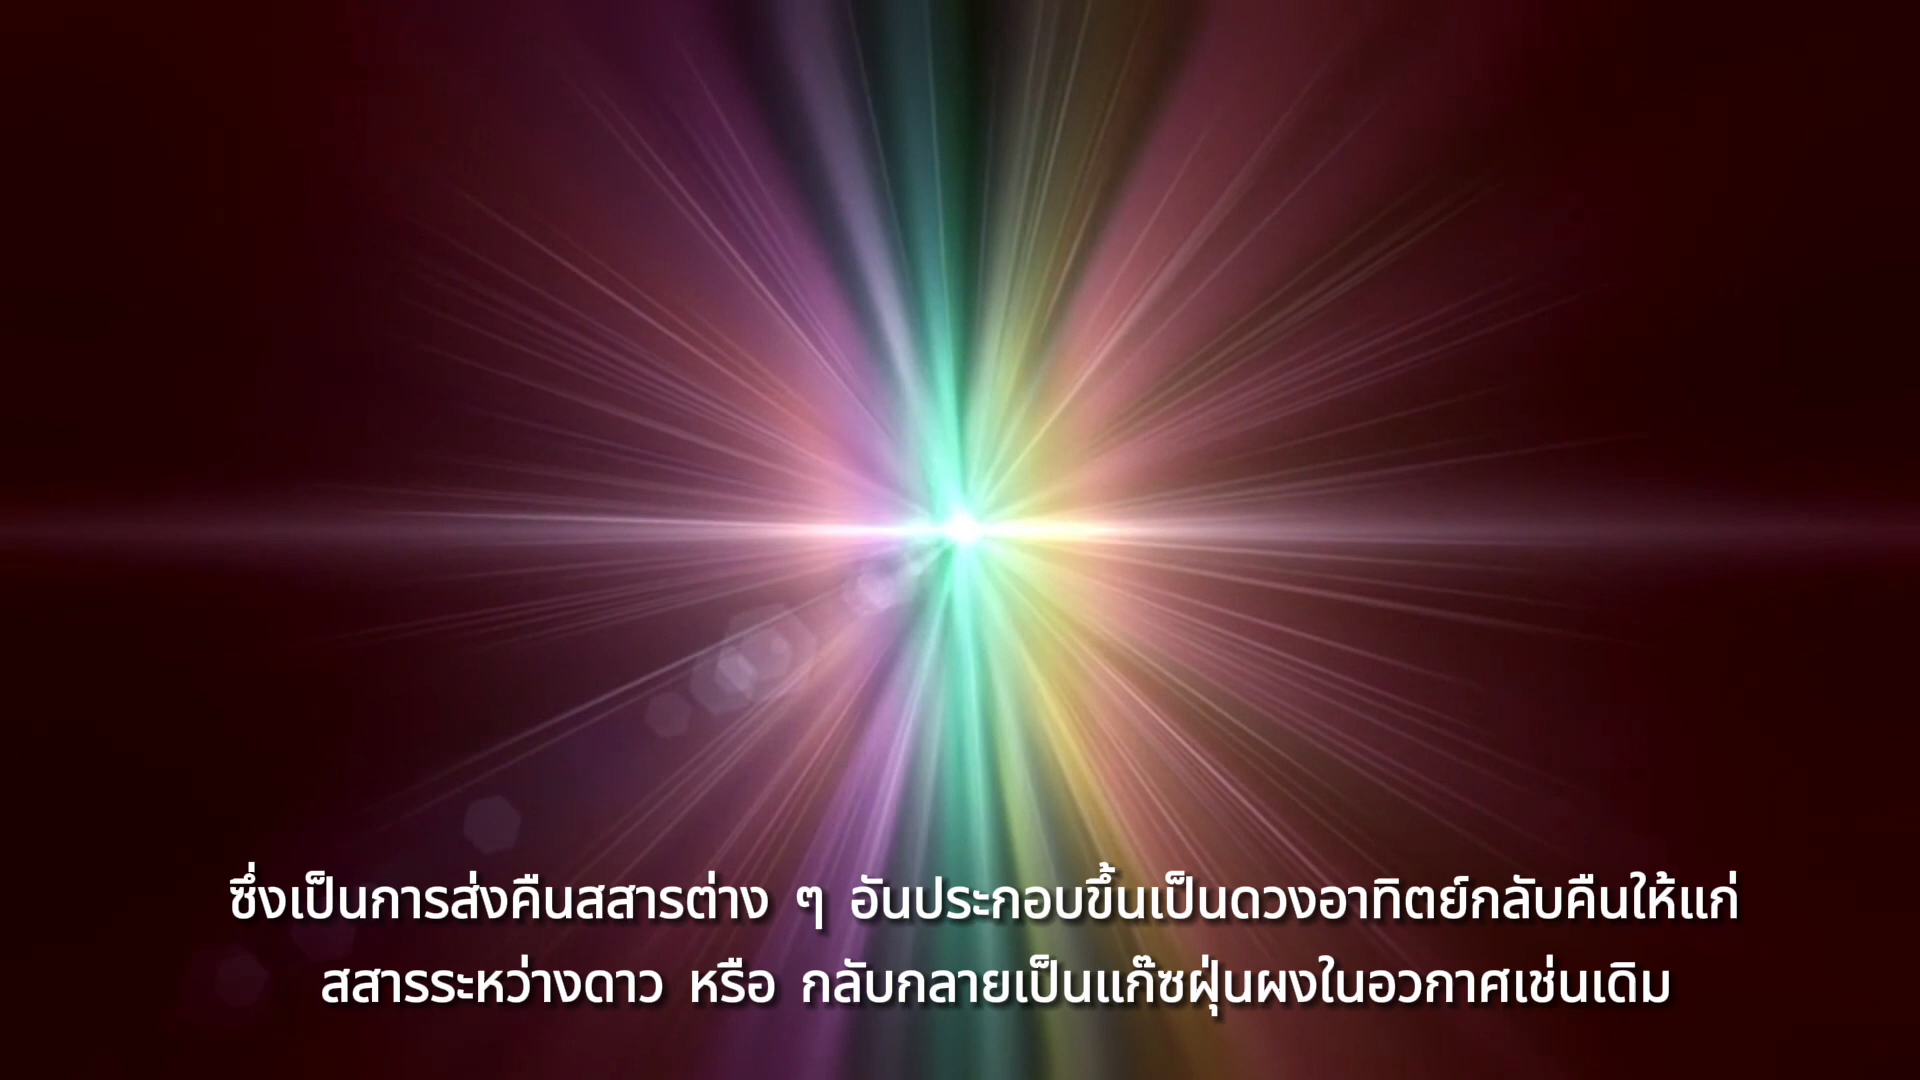 ซึ่งเป็นการส่งคืนสสารต่าง ๆ อันประกอบขึ้นเป็นดวงอาทิตย์กลับคืนให้แก่
สสารระหว่างดาว หรือ กลับกลายเป็นแก๊ซฝุ่นผงในอวกาศเช่นเดิม